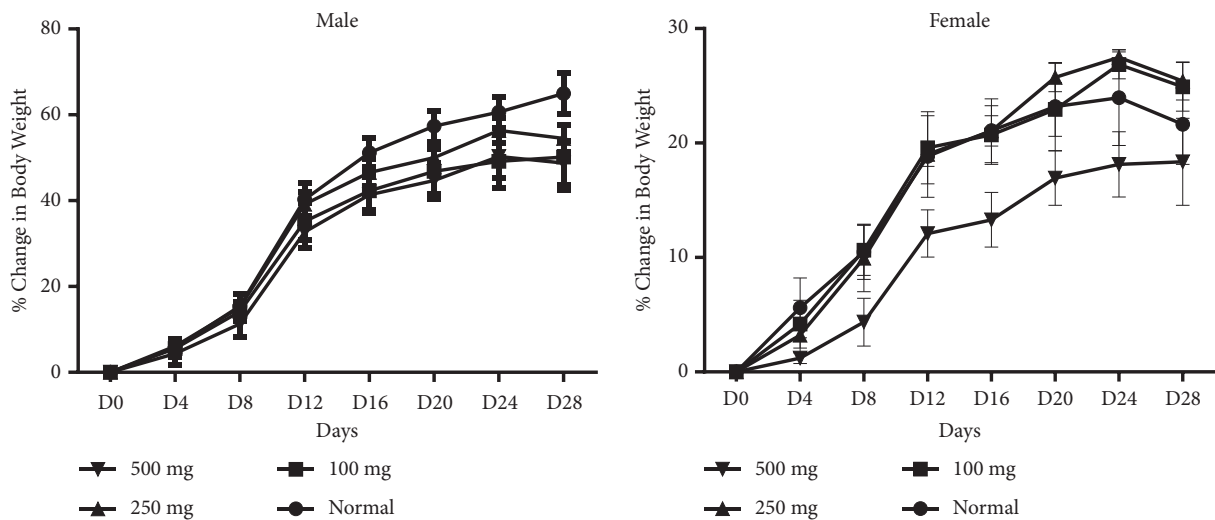 Male
% Change in Body Weight
80
60
40
20
0
D0 D4 D8 D12 D16 D20 D24 D28
Days
500 mg 100 mg
250 mg Normal
Female
% Change in Body Weight
30
20
10
0
D0 D4 D8 D12 D16 D20 D24 D28
Days
500 mg 100 mg
250 mg Normal